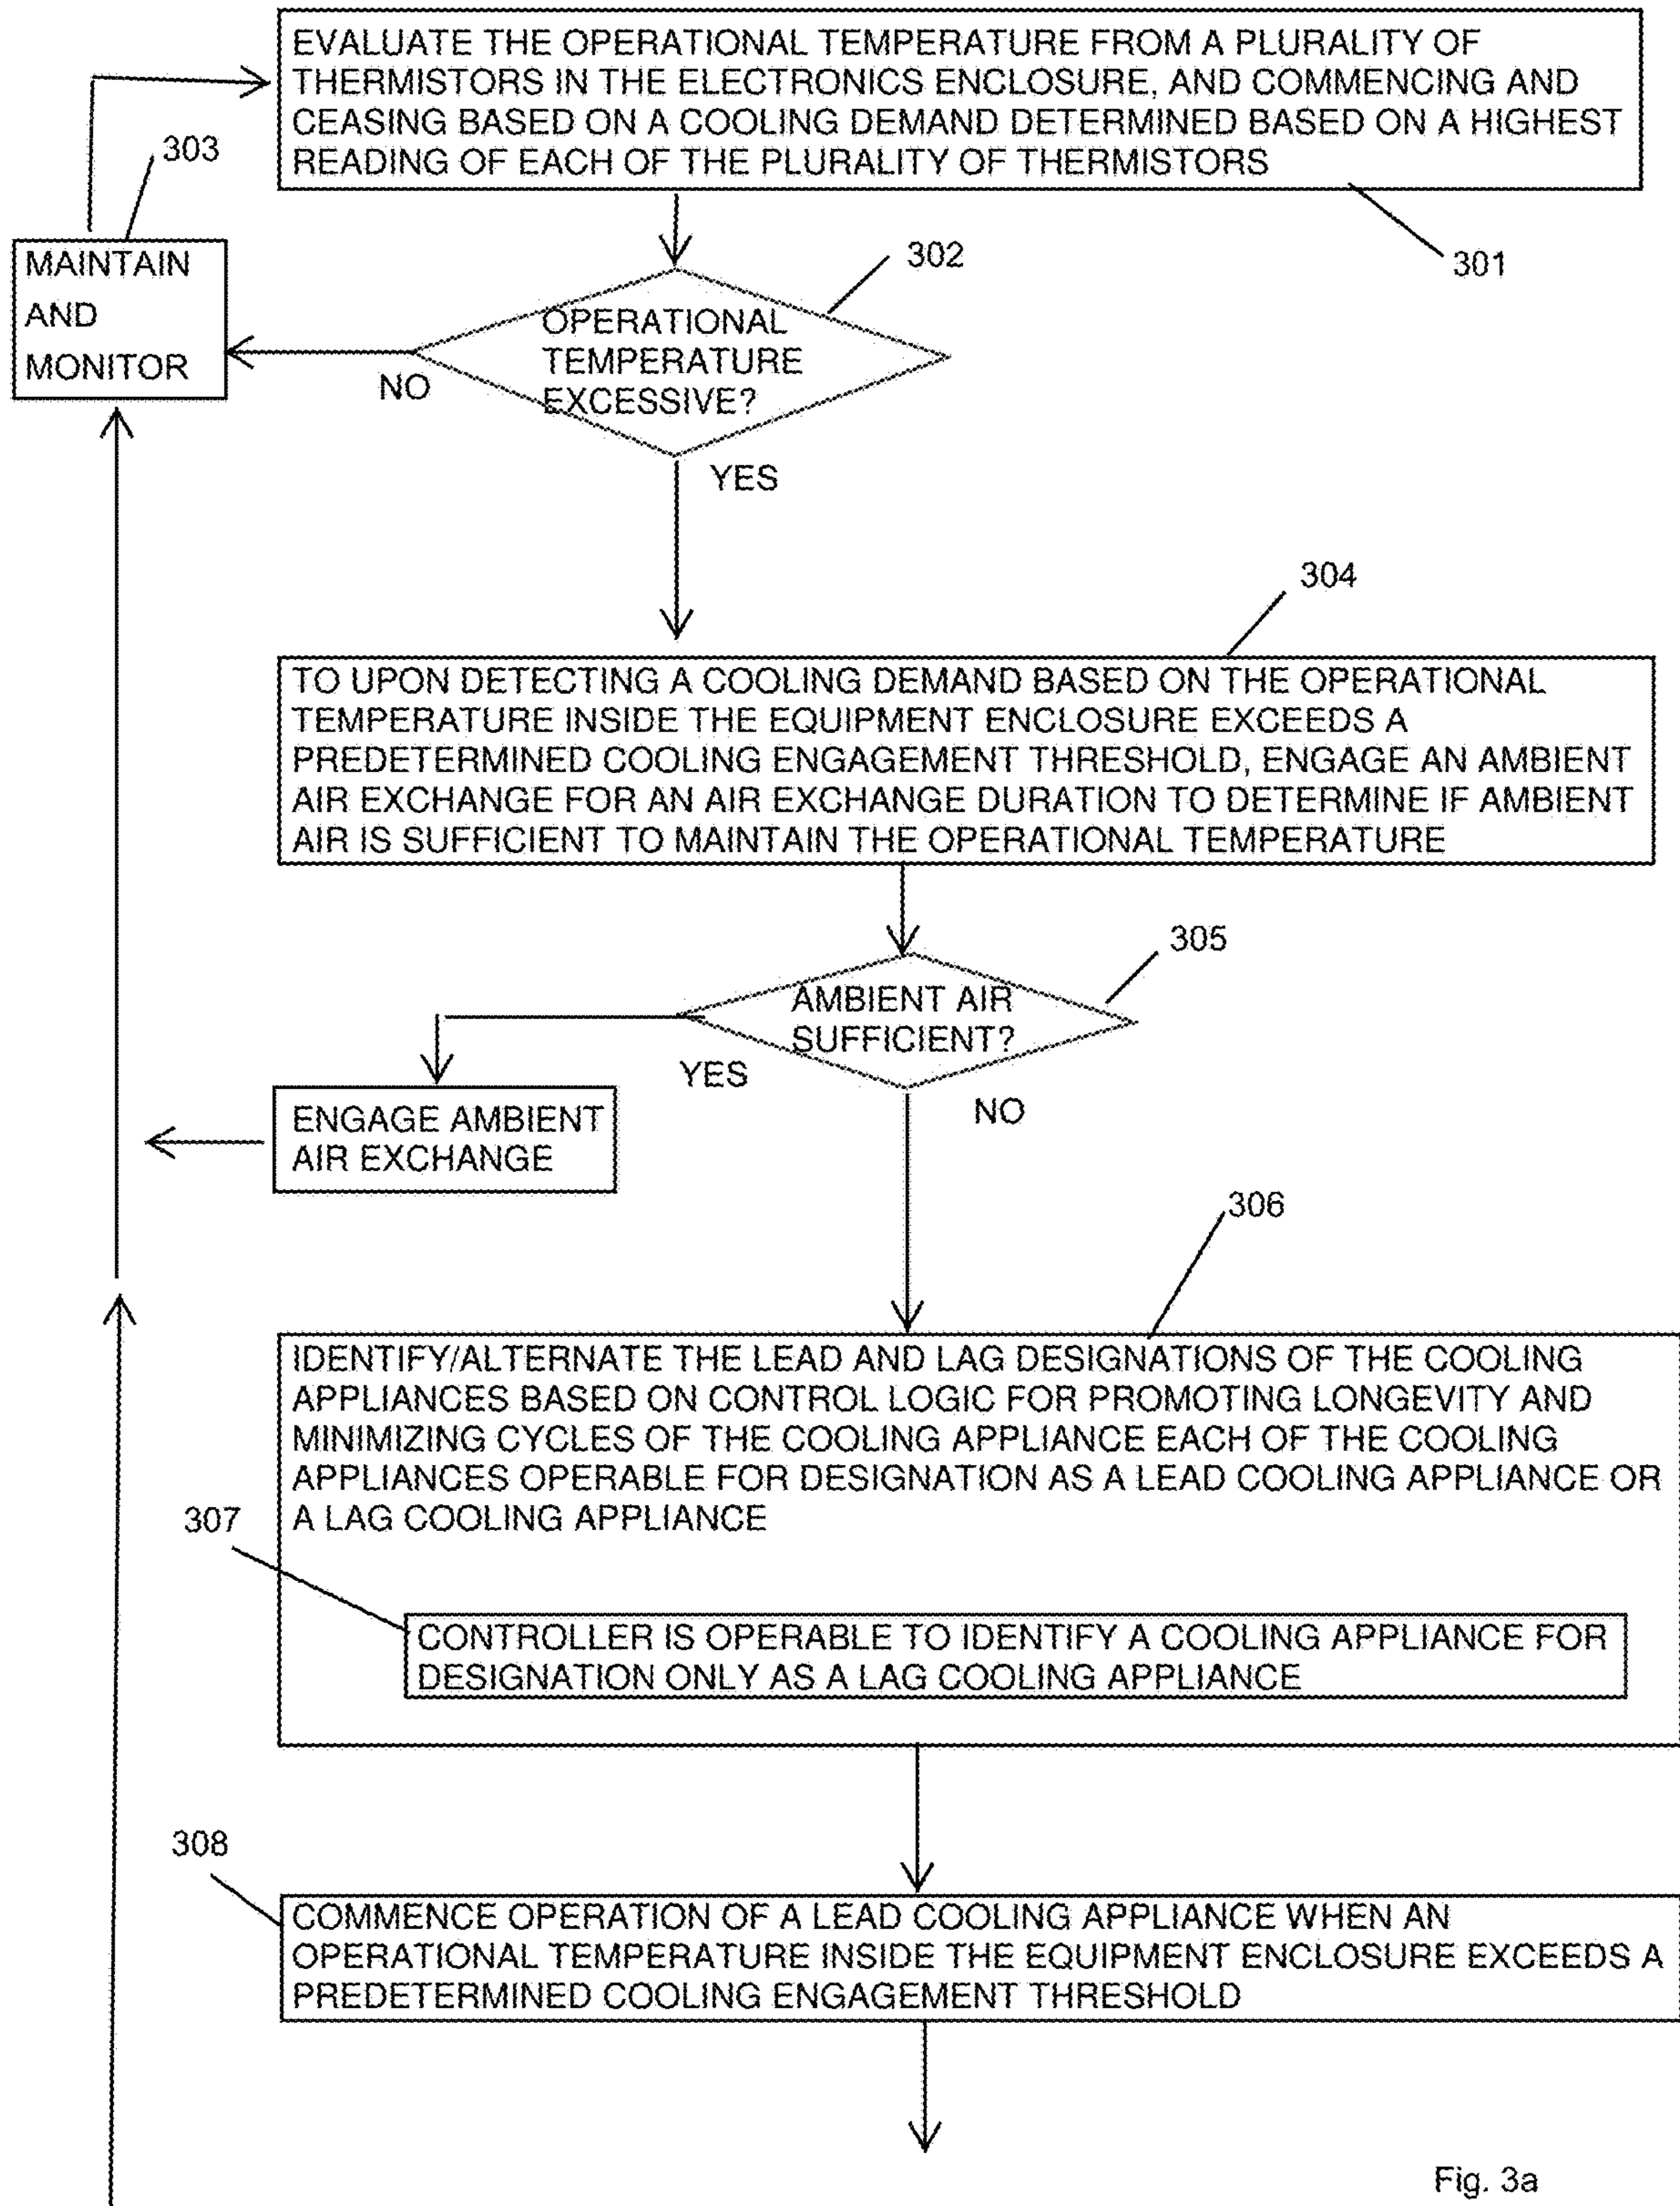 EVALUATE THE OPERATIONAL TEMPERATURE FROM A PLURALITY OF
THERMISTORS IN THE ELECTRONICS ENCLOSURE, AND COMMENCING AND
CEASING BASED ON A COOLING DEMAND DETERMINED BASED ON A HIGHEST
READING OF EACH OF THE PLURALITY OF THERMISTORS
301
303
MAINTAIN
AND
MONITOR
302
OPERATIONAL
TEMPERATURE
EXCESSIVE?
NO
YES
304
TO UPON DETECTING A COOLING DEMAND BASED ON THE OPERATIONAL
TEMPERATURE INSIDE THE EQUIPMENT ENCLOSURE EXCEEDS A
PREDETERMINED COOLING ENGAGEMENT THRESHOLD, ENGAGE AN AMBIENT
AIR EXCHANGE FOR AN AIR EXCHANGE DURATION TO DETERMINE IF AMBIENT
AIR IS SUFFICIENT TO MAINTAIN THE OPERATIONAL TEMPERATURE
305
AMBIENT AIR
SUFFICIENT?
YES
NO
ENGAGE AMBIENT
AIR EXCHANGE
306
IDENTIFY/ALTERNATE THE LEAD AND LAG DESIGNATIONS OF THE COOLING
APPLIANCES BASED ON CONTROL LOGIC FOR PROMOTING LONGEVITY AND
MINIMIZING CYCLES OF THE COOLING APPLIANCE EACH OF THE COOLING
APPLIANCES OPERABLE FOR DESIGNATION AS A LEAD COOLING APPLIANCE OR
A LAG COOLING APPLIANCE
307
CONTROLLER IS OPERABLE TO IDENTIFY A COOLING APPLIANCE FOR
DESIGNATION ONLY AS A LAG COOLING APPLIANCE
308
COMMENCE OPERATION OF A LEAD COOLING APPLIANCE WHEN AN
OPERATIONAL TEMPERATURE INSIDE THE EQUIPMENT ENCLOSURE EXCEEDS A
PREDETERMINED COOLING ENGAGEMENT THRESHOLD
Fig. 3a